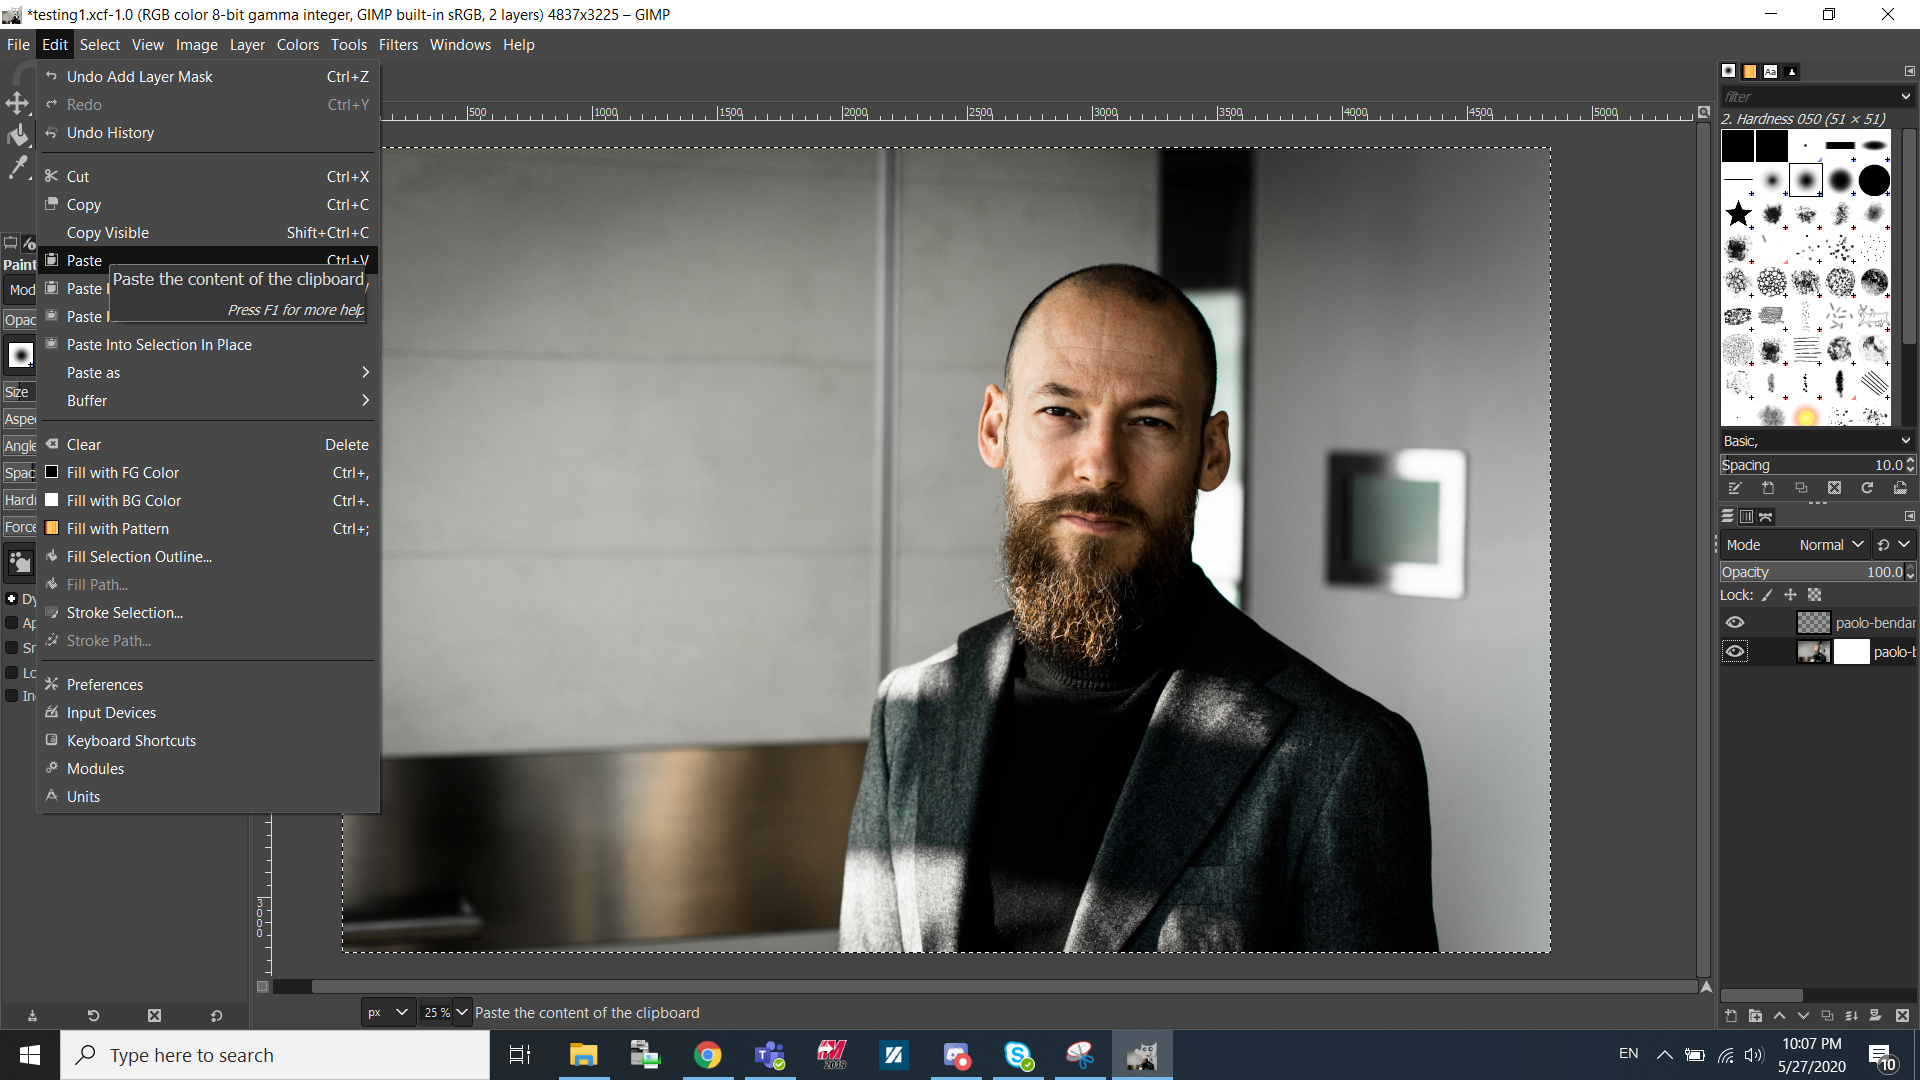 *testing1.xcf-1.0 (RGB color 8-bit gamma integer, GIMP built-in sRGB, 2 layers) 4837x3225 – GIMP
File Edit Select View Image Layer Colors Tools Filters Windows Help
Undo Add Layer Mask Ctrl+Z
Redo Ctrl+Y
Undo History
Cut Ctrl+X
Copy Ctrl+C
Copy Visible Shift+Ctrl+C
Paste Ctrl+V
Paste the content of the clipboard
Press F1 for more help
Paste
Paste
Paste Into Selection In Place
Paste as
Buffer
Clear Delete
Fill with FG Color Ctrl+,
Fill with BG Color Ctrl+.
Fill with Pattern Ctrl+;
Fill Selection Outline...
Fill Path...
Stroke Selection...
Stroke Path...
Preferences
Input Devices
Keyboard Shortcuts
Modules
Units
Paint
Mod
Opac
Size
Aspe
Angle
Spac
Hard
Force
Dy
Ap
Sn
Lo
In
500 1000 1500 2000 2500 3000 3500 4000 4500 5000
3000
px 25 % Paste the content of the clipboard
Aa
filter
2. Hardness 050 (51 × 51)
Basic,
Spacing 10.0
Mode Normal
Opacity 100.0
Lock:
paolo-bendar
paolo-b
Type here to search
2019
EN
10:07 PM
5/27/2020
10